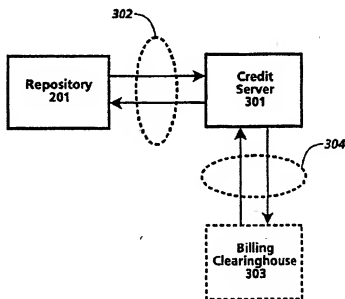 302
Repository
201
Credit
Server
301
304
Billing
Clearinghouse
303